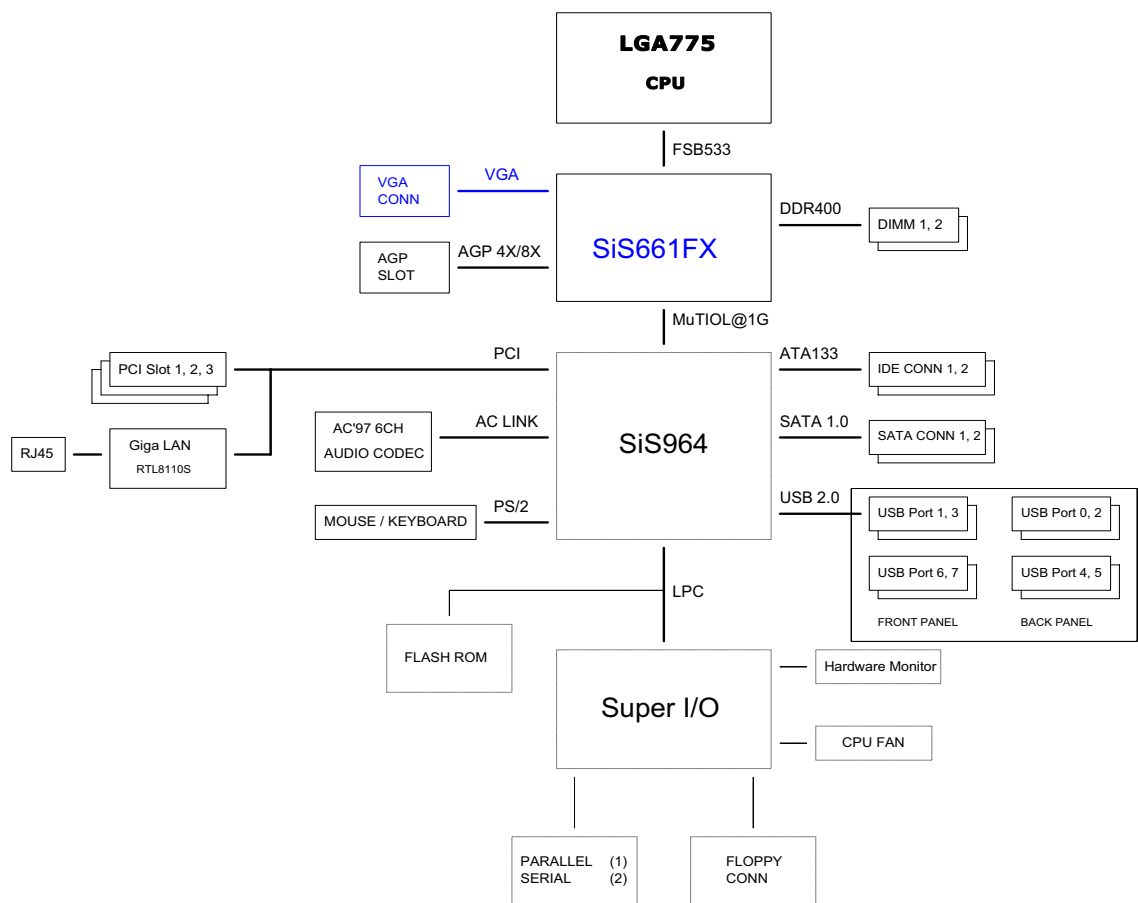 LGA775
CPU
FSB533
VGA
CONN
VGA
SiS661FX
DDR400
DIMM 1, 2
AGP
SLOT
AGP 4X/8X
MuTIOL@1G
PCI Slot 1, 2, 3
PCI
ATA133
IDE CONN 1, 2
RJ45
Giga LAN
RTL8110S
AC'97 6CH
AUDIO CODEC
AC LINK
SiS964
SATA 1.0
SATA CONN 1, 2
MOUSE / KEYBOARD
PS/2
USB 2.0
USB Port 1, 3
USB Port 0, 2
USB Port 6, 7
USB Port 4, 5
FRONT PANEL
BACK PANEL
LPC
FLASH ROM
Super I/O
Hardware Monitor
CPU FAN
PARALLEL (1)
SERIAL (2)
FLOPPY
CONN